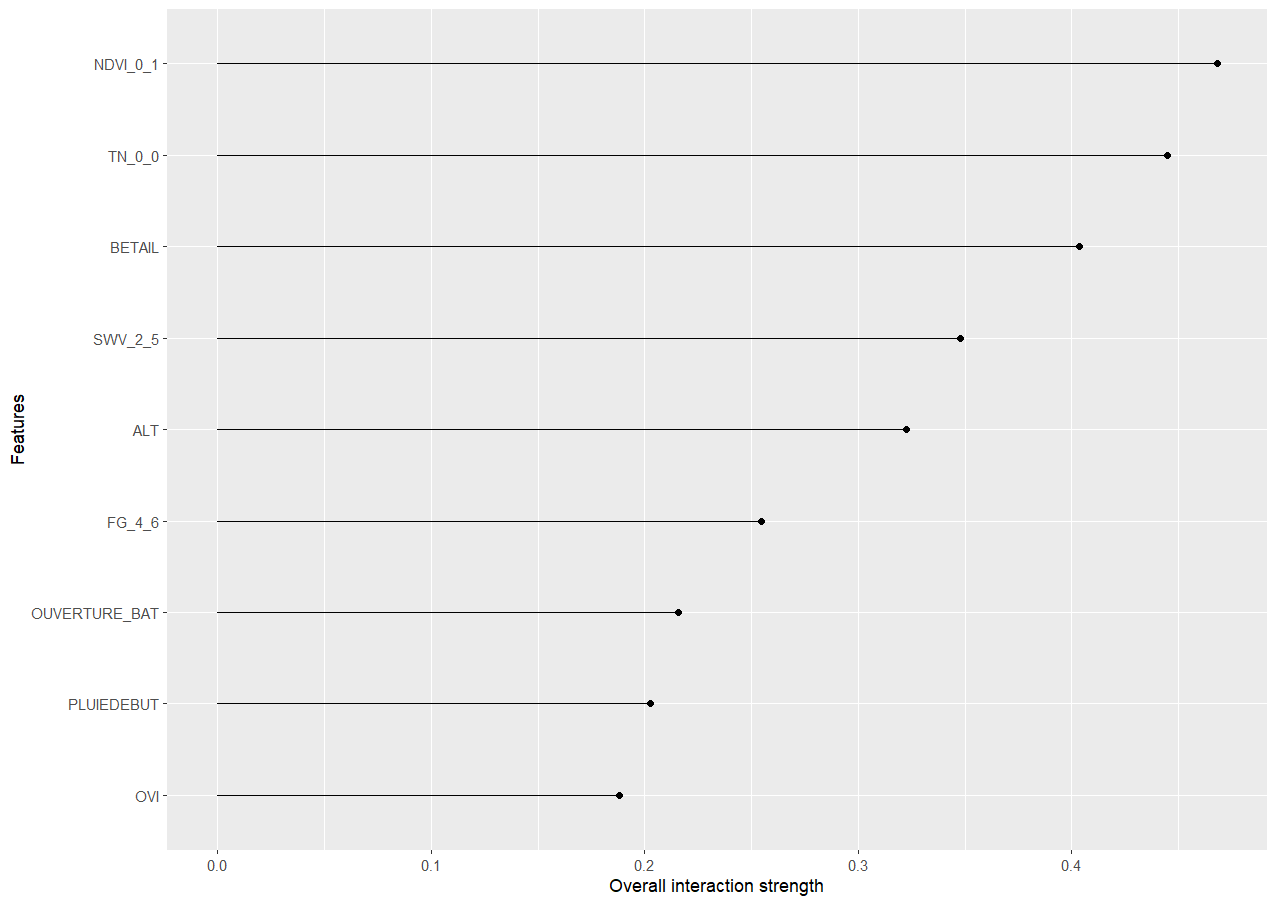 NDVI_0_1
TN_0_0
BETAIL
SWV_2_5
ALT
FG_4_6
OUVERTURE_BAT
PLUIEDEBUT
OVI
Features
0.0 0.1 0.2 0.3 0.4
Overall interaction strength